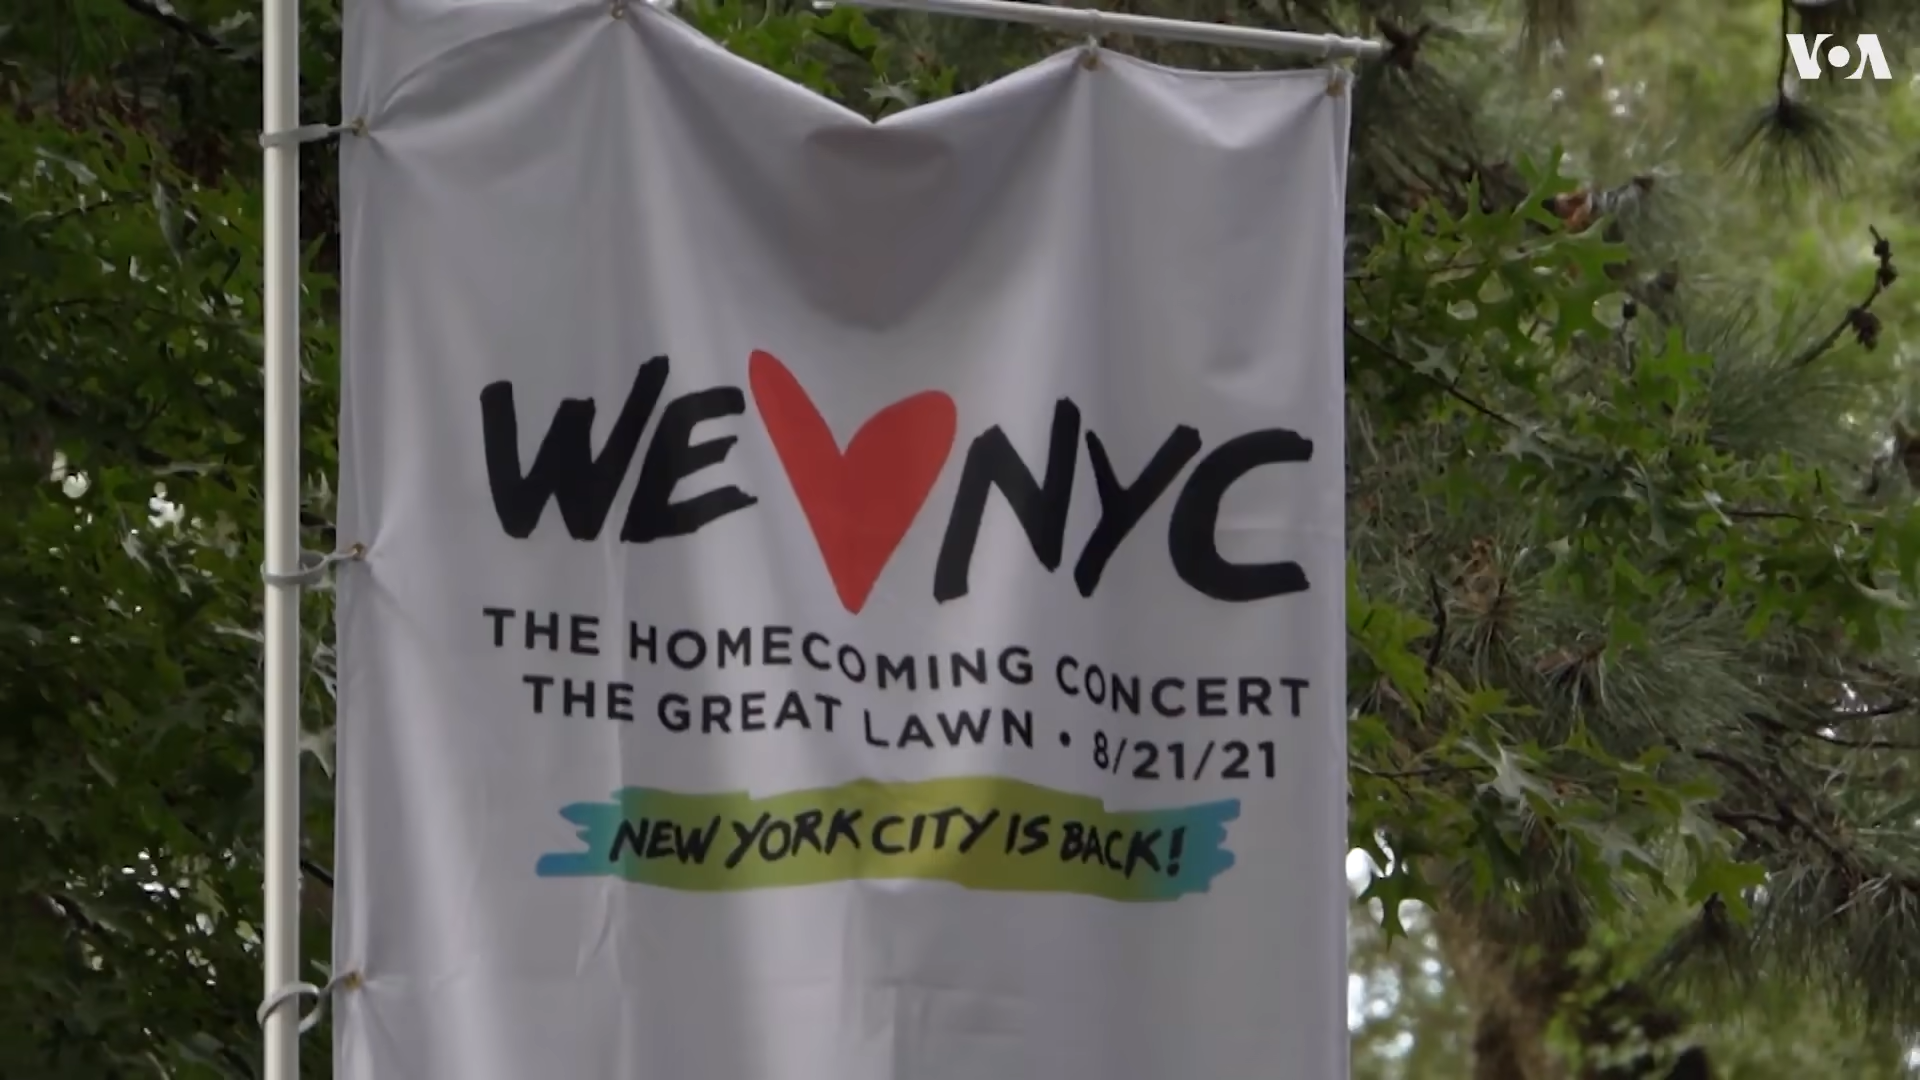 VOA
WE NYC
THE HOMECOMING CONCERT
THE GREAT LAWN • 8/21/21
NEW YORK CITY IS BACK!